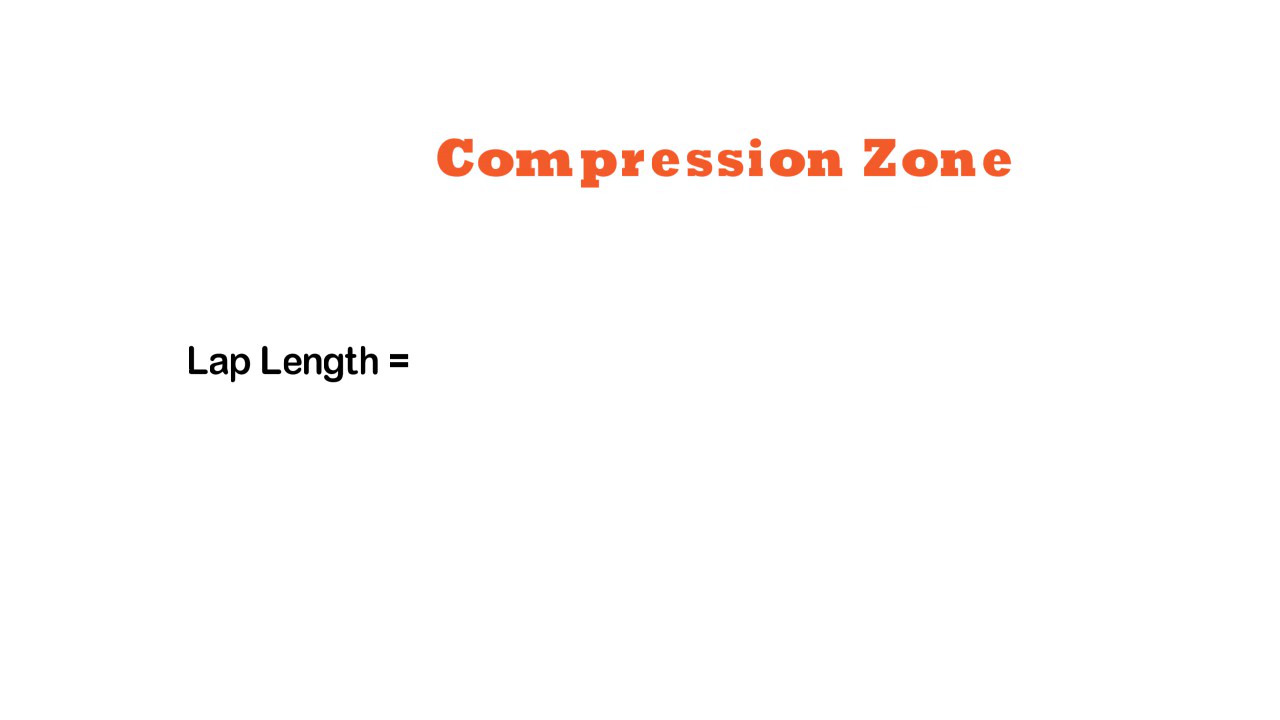 Compression Zone
Lap Length =